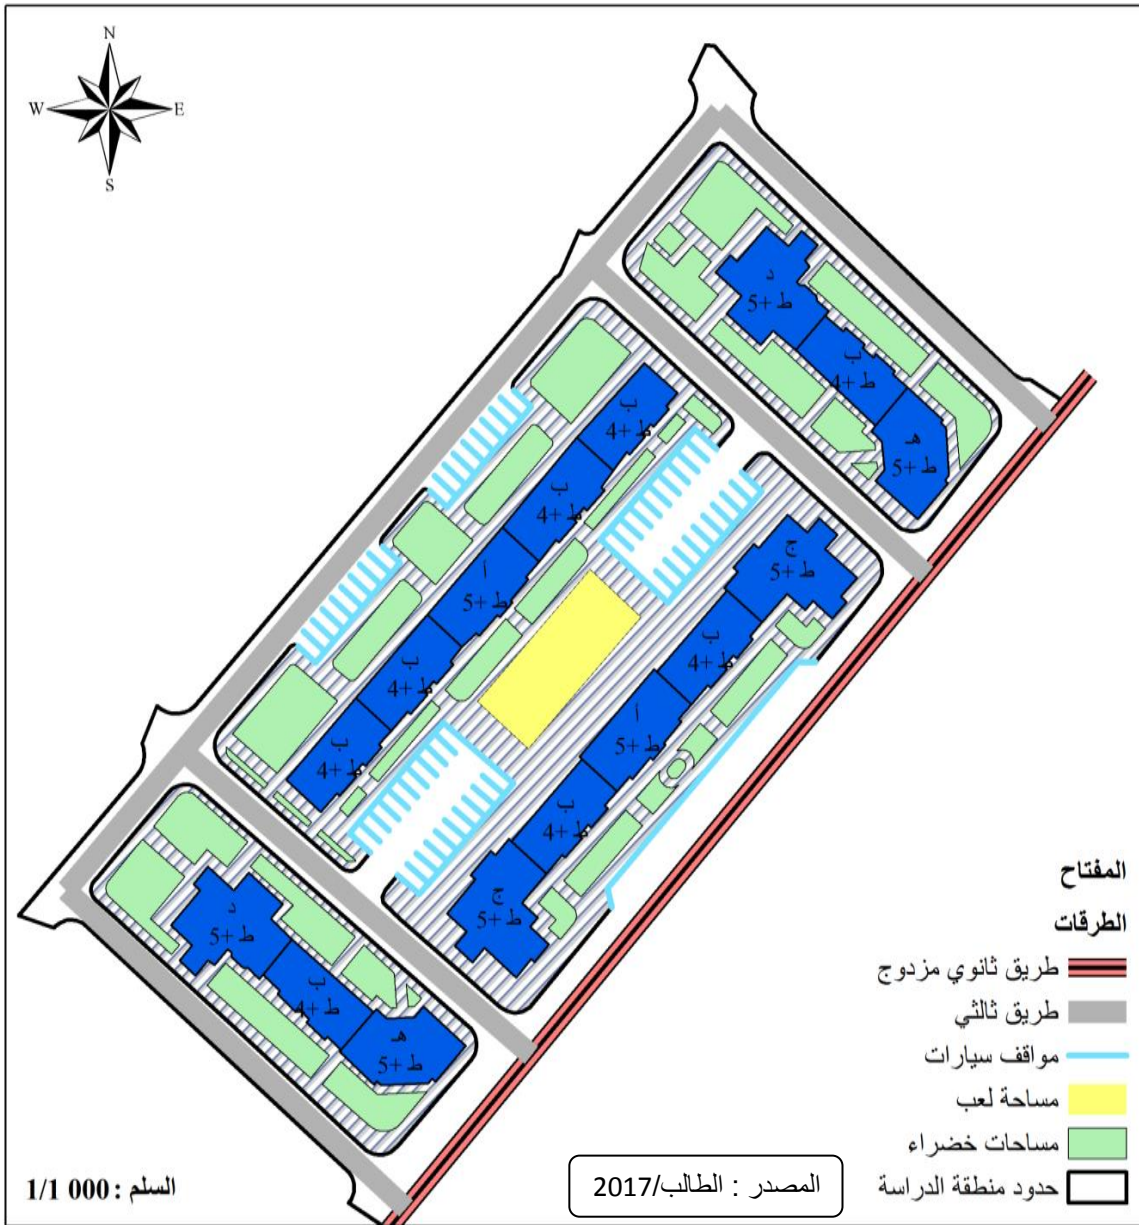 N
W
E
S
د
ط +5
ب
ط +4
هـ
ط +5
ب
ط +4
ب
ط +4
أ
ط +5
ب
ط +4
ب
ط +4
ج
ط +5
ب
ط +4
أ
ط +5
ب
ط +4
ج
ط +5
د
ط +5
ب
ط +4
هـ
ط +5
المفتاح
الطرقات
طريق ثانوي مزدوج
طريق ثالثي
مواقف سيارات
مساحة لعب
مساحات خضراء
حدود منطقة الدراسة
المصدر : الطالب/2017
السلم : 000 1/1